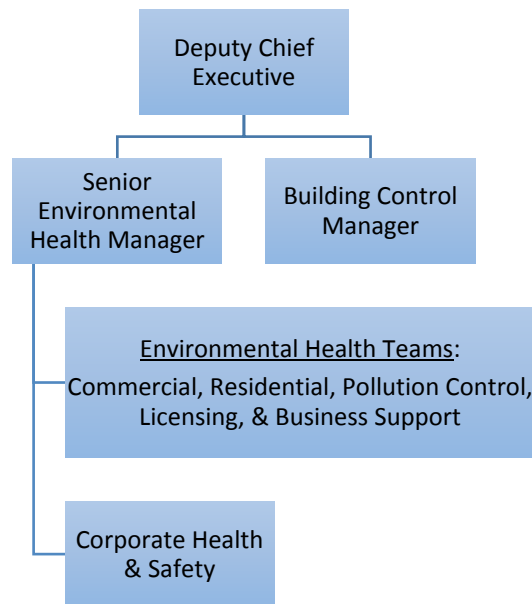 Deputy Chief
Executive
Senior
Environmental
Health Manager
Building Control
Manager
Environmental Health Teams:
Commercial, Residential, Pollution Control,
Licensing, & Business Support
Corporate Health
& Safety